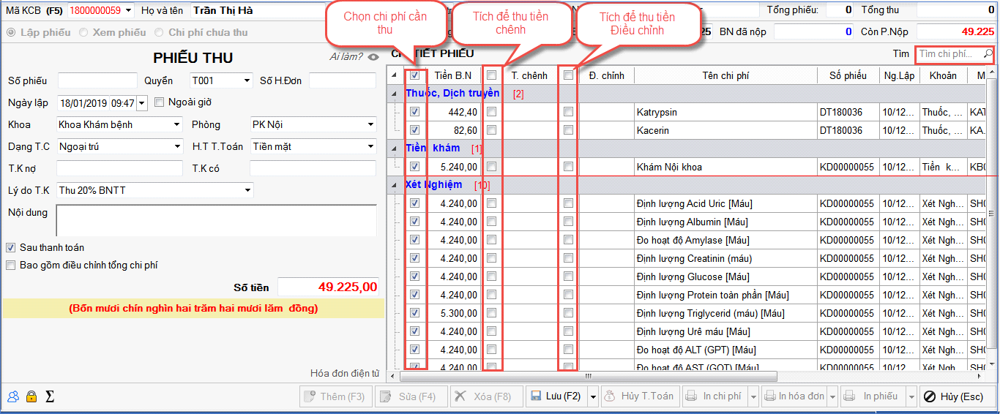 Mã KCB (F5) 1800000059 Họ và tên Trần Thị Hà Tổng phiếu: 0 Tổng thu 0
Chọn chi phí cần thu
Tích để thu tiền chênh
Tích để thu tiền Điều chỉnh
Lập phiếu Xem phiếu Chi phí chưa thu BN đã nộp 0 Còn P.Nộp 49.225
PHIẾU THU Ai làm?
TIẾT PHIẾU Tìm Tìm chi phí...
Số phiếu Quyển T001 Số H.Đơn
Ngày lập 18/01/2019 09:47 Ngoài giờ
Khoa Khoa Khám bệnh Phòng PK Nội
Dạng T.C Ngoại trú H.T T.Toán Tiền mặt
T.K nợ T.K có
Lý do T.K Thu 20% BNTT
Nội dung
Sau thanh toán
Bao gồm điều chỉnh tổng chi phí
Số tiền 49.225,00
(Bốn mươi chín nghìn hai trăm hai mươi lăm đồng)
Hóa đơn điện tử
Tiền B.N T. chênh Đ. chỉnh Tên chi phí Số phiếu Ng.Lập Khoản M
Thuốc, Dịch truyền [2]
442,40 Katrypsin DT180036 10/12... Thuốc, ... KAT
82,60 Kacerin DT180036 10/12... Thuốc, ... KA.
Tiền khám [1]
5.240,00 Khám Nội khoa KD00000055 10/12... Tiền k... KB0
Xét Nghiệm [10]
4.240,00 Định lượng Acid Uric [Máu] KD00000055 10/12... Xét Ngh... SH0
4.240,00 Định lượng Albumin [Máu] KD00000055 10/12... Xét Ngh... SH0
4.240,00 Đo hoạt độ Amylase [Máu] KD00000055 10/12... Xét Ngh... SH0
4.240,00 Định lượng Creatinin (máu) KD00000055 10/12... Xét Ngh... SH0
4.240,00 Định lượng Glucose [Máu] KD00000055 10/12... Xét Ngh... SH0
4.240,00 Định lượng Protein toàn phần [Máu] KD00000055 10/12... Xét Ngh... SH0
5.300,00 Định lượng Triglycerid (máu) [Máu] KD00000055 10/12... Xét Ngh... SH0
4.240,00 Định lượng Urê máu [Máu] KD00000055 10/12... Xét Ngh... SH0
4.240,00 Đo hoạt độ ALT (GPT) [Máu] KD00000055 10/12... Xét Ngh... SH0
4.240,00 Đo hoạt độ AST (GOT) [Máu] KD00000055 10/12... Xét Ngh... SH0
Thêm (F3) Sửa (F4) Xóa (F8) Lưu (F2) Hủy T.Toán In chi phí In hóa đơn In phiếu Hủy (Esc)